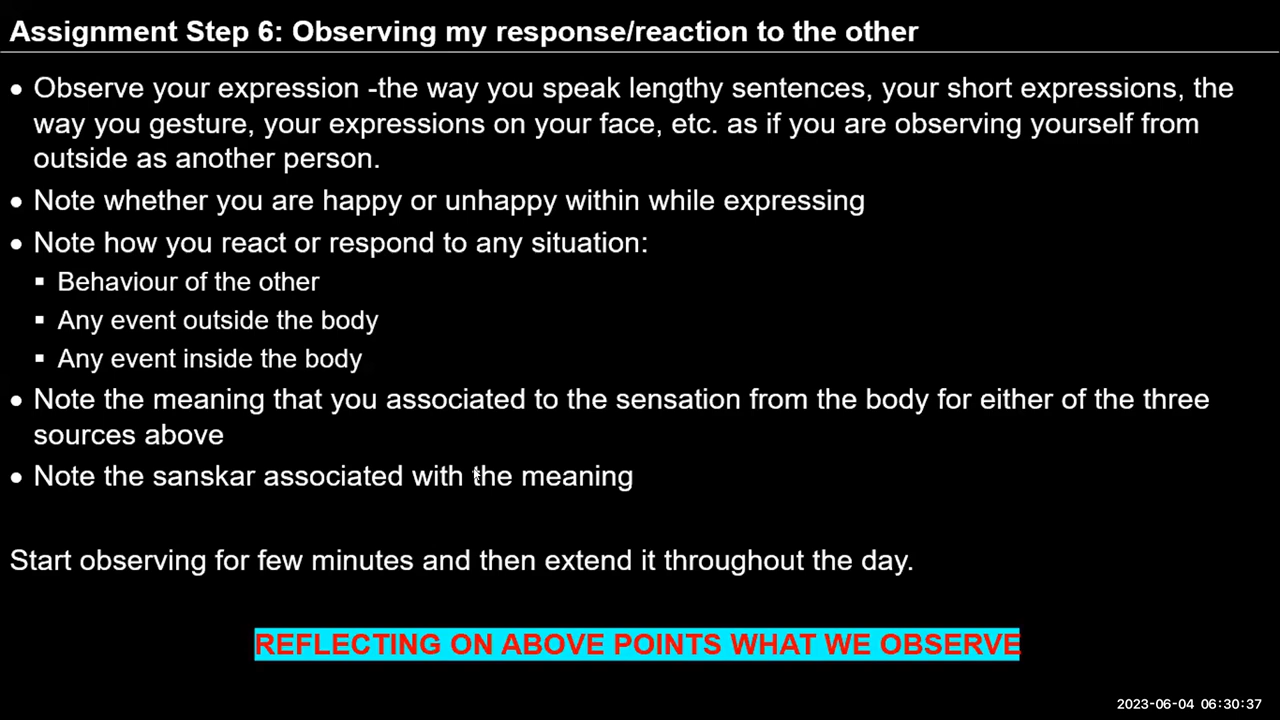 Assignment Step 6: Observing my response/reaction to the other
• Observe your expression -the way you speak lengthy sentences, your short expressions, the
way you gesture, your expressions on your face, etc. as if you are observing yourself from
outside as another person.
• Note whether you are happy or unhappy within while expressing
• Note how you react or respond to any situation:
▪ Behaviour of the other
▪ Any event outside the body
▪ Any event inside the body
• Note the meaning that you associated to the sensation from the body for either of the three
sources above
• Note the sanskar associated with the meaning
Start observing for few minutes and then extend it throughout the day.
REFLECTING ON ABOVE POINTS WHAT WE OBSERVE
2023-06-04 06:30:37